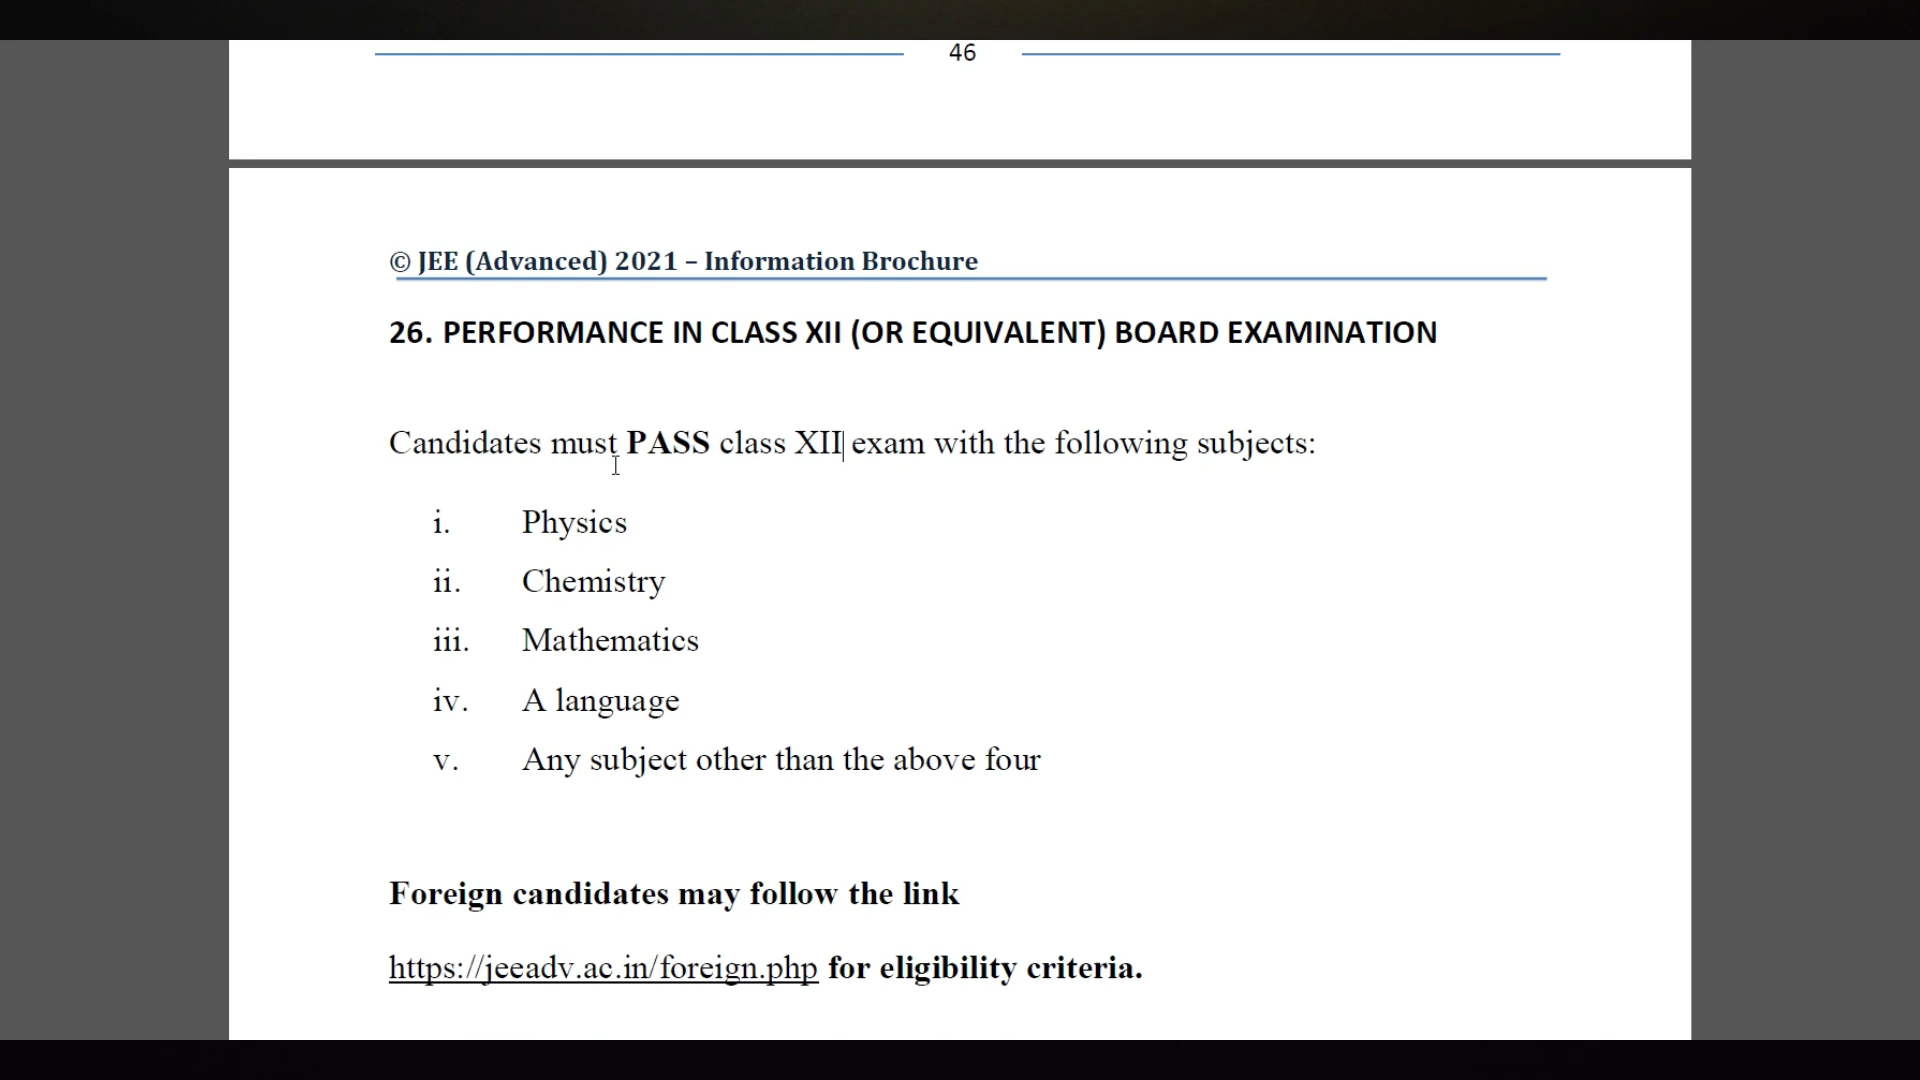 46
© JEE (Advanced) 2021 – Information Brochure
26. PERFORMANCE IN CLASS XII (OR EQUIVALENT) BOARD EXAMINATION
Candidates must PASS class XII exam with the following subjects:
i. Physics
ii. Chemistry
iii. Mathematics
iv. A language
v. Any subject other than the above four
Foreign candidates may follow the link
https://jeeadv.ac.in/foreign.php for eligibility criteria.